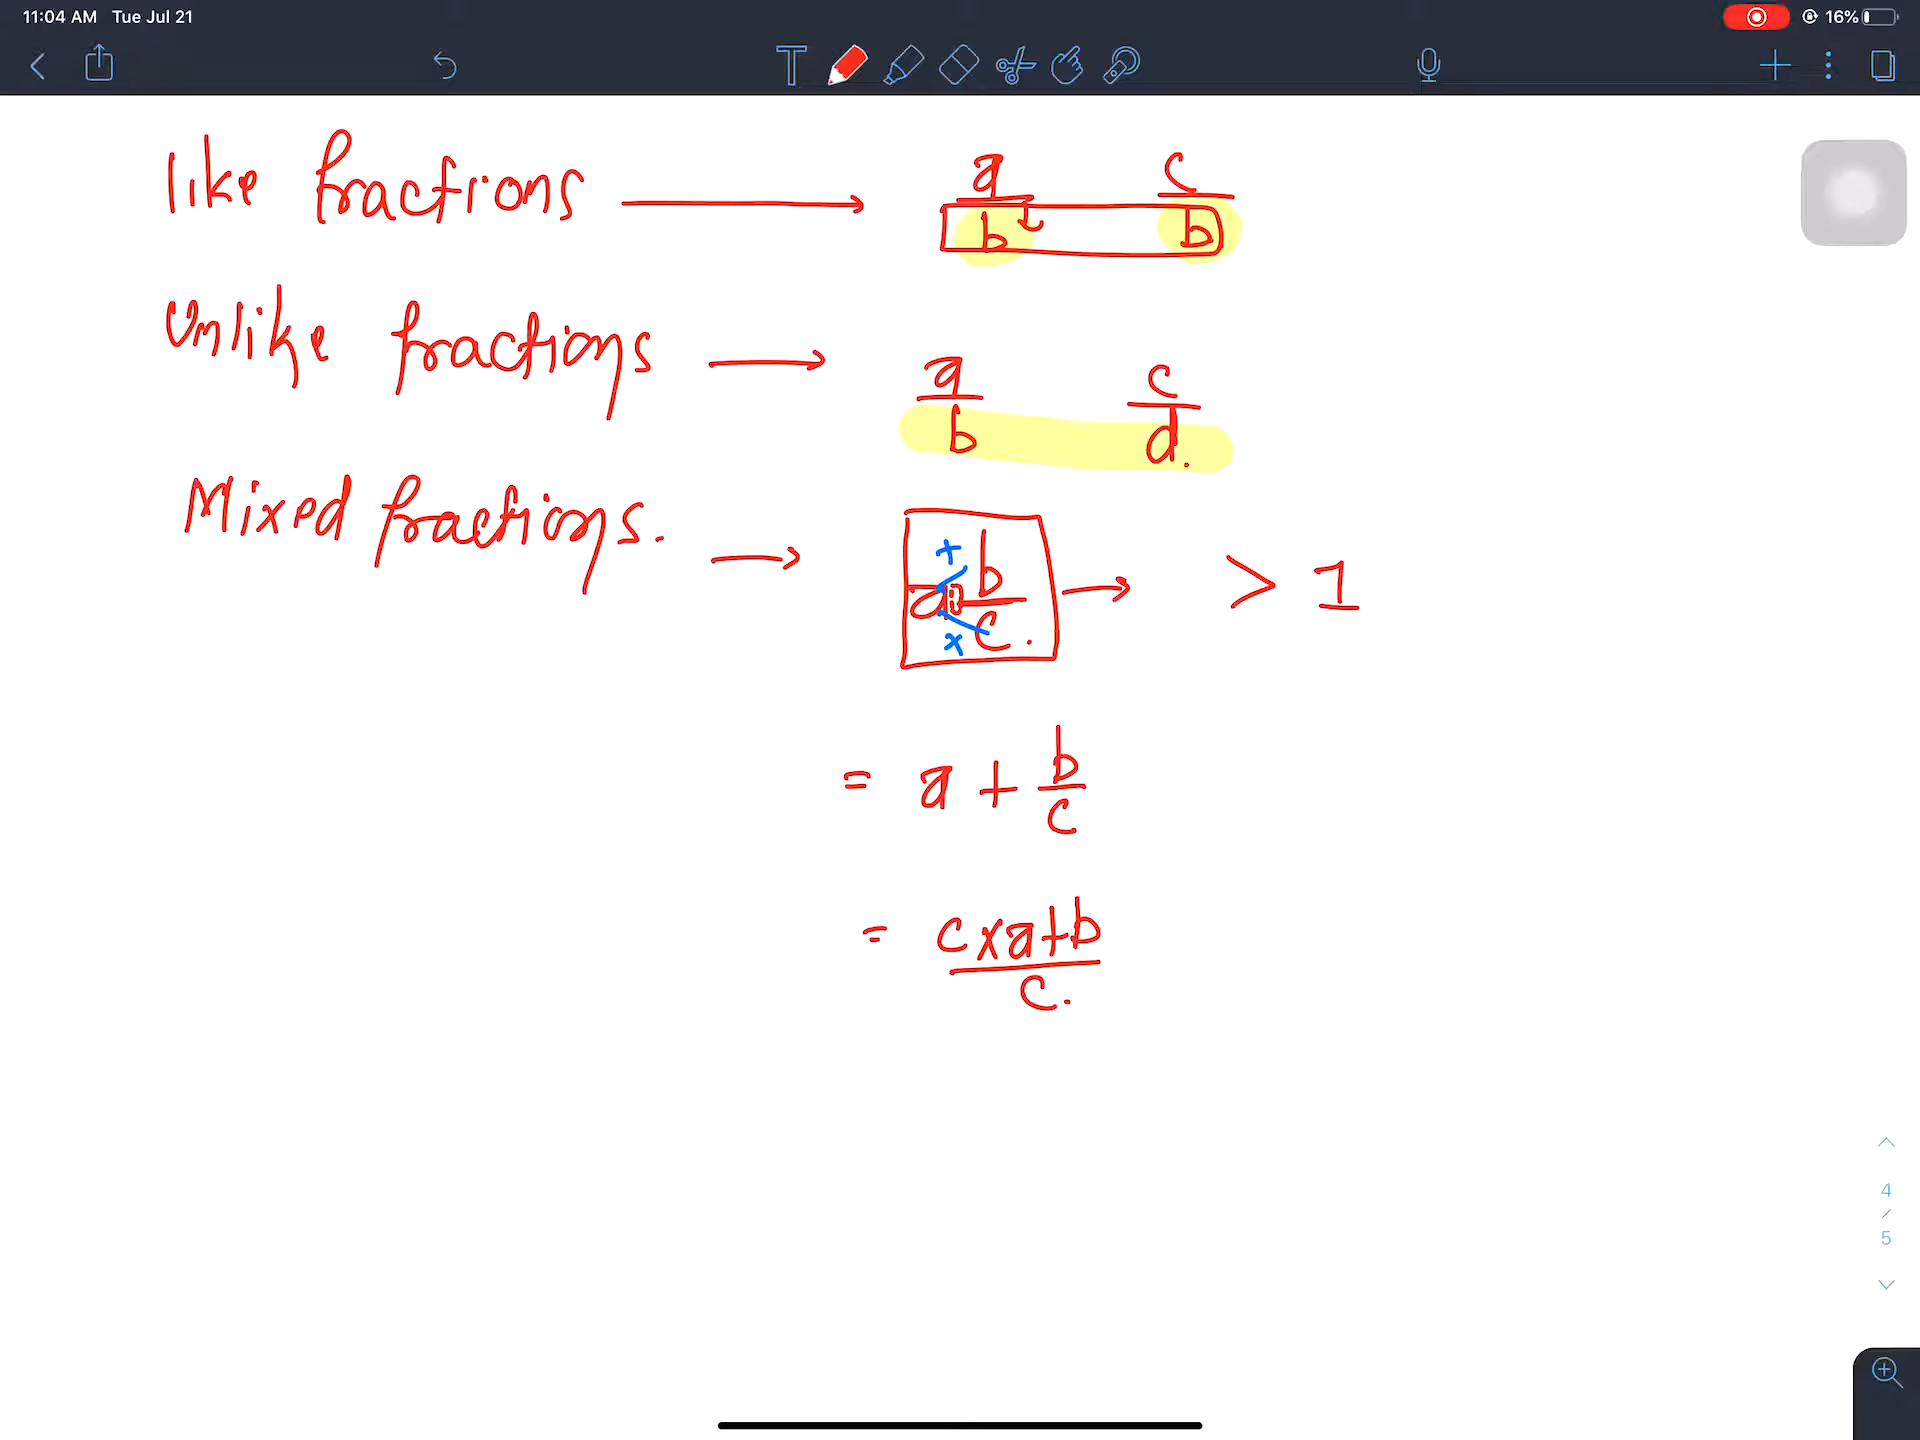 11:04 AM Tue Jul 21 16%
like fractions → a/b c/b
Unlike fractions → a/b c/d.
Mixed fractions. → a b/c. → > 1
+
x
= a + b/c
= c x a + b / c.
4
/
5